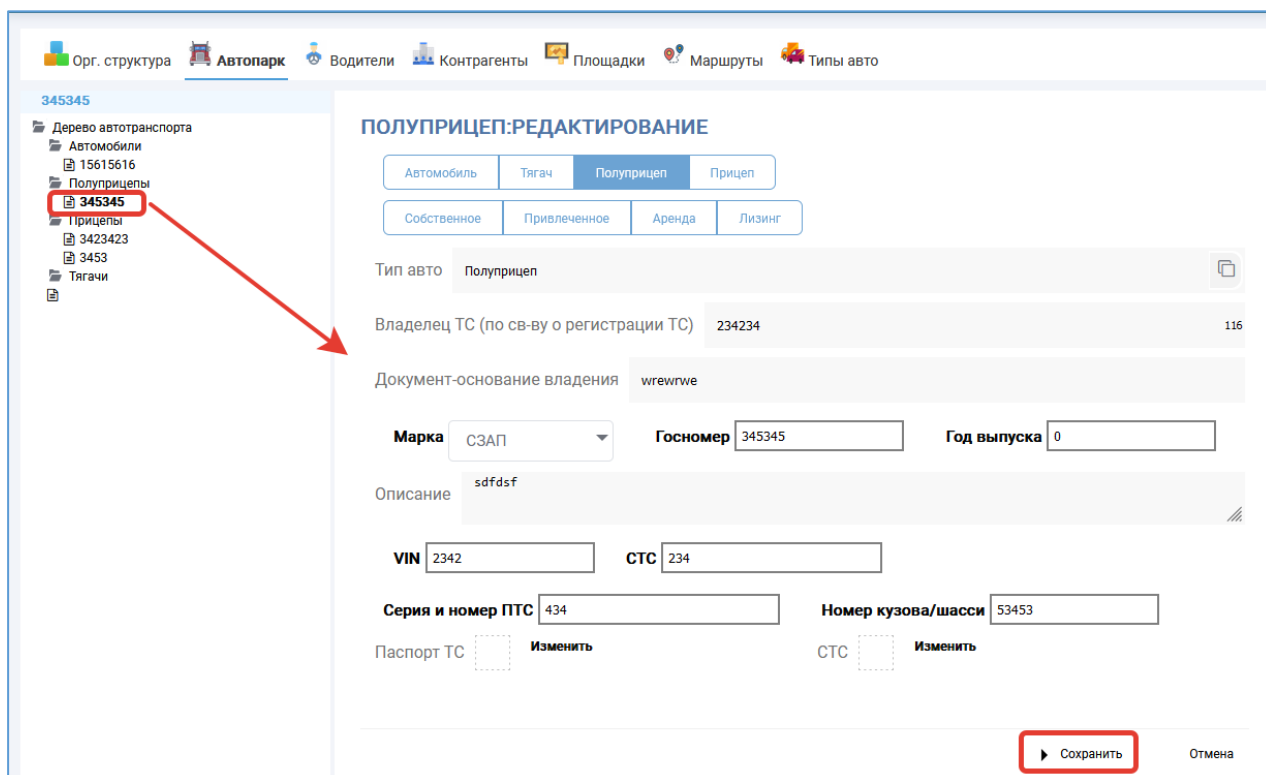 Орг. структура Автопарк Водители Контрагенты Площадки Маршруты Типы авто
345345
Дерево автотранспорта
Автомобили
15615616
Полуприцепы
345345
Прицепы
3423423
3453
Тягачи
ПОЛУПРИЦЕП:РЕДАКТИРОВАНИЕ
Автомобиль Тягач Полуприцеп Прицеп
Собственное Привлеченное Аренда Лизинг
Тип авто Полуприцеп
Владелец ТС (по св-ву о регистрации ТС) 234234 116
Документ-основание владения wrewrwe
Марка СЗАП Госномер 345345 Год выпуска 0
Описание sdfdsf
VIN 2342 СТС 234
Серия и номер ПТС 434 Номер кузова/шасси 53453
Паспорт ТС Изменить СТС Изменить
Сохранить Отмена